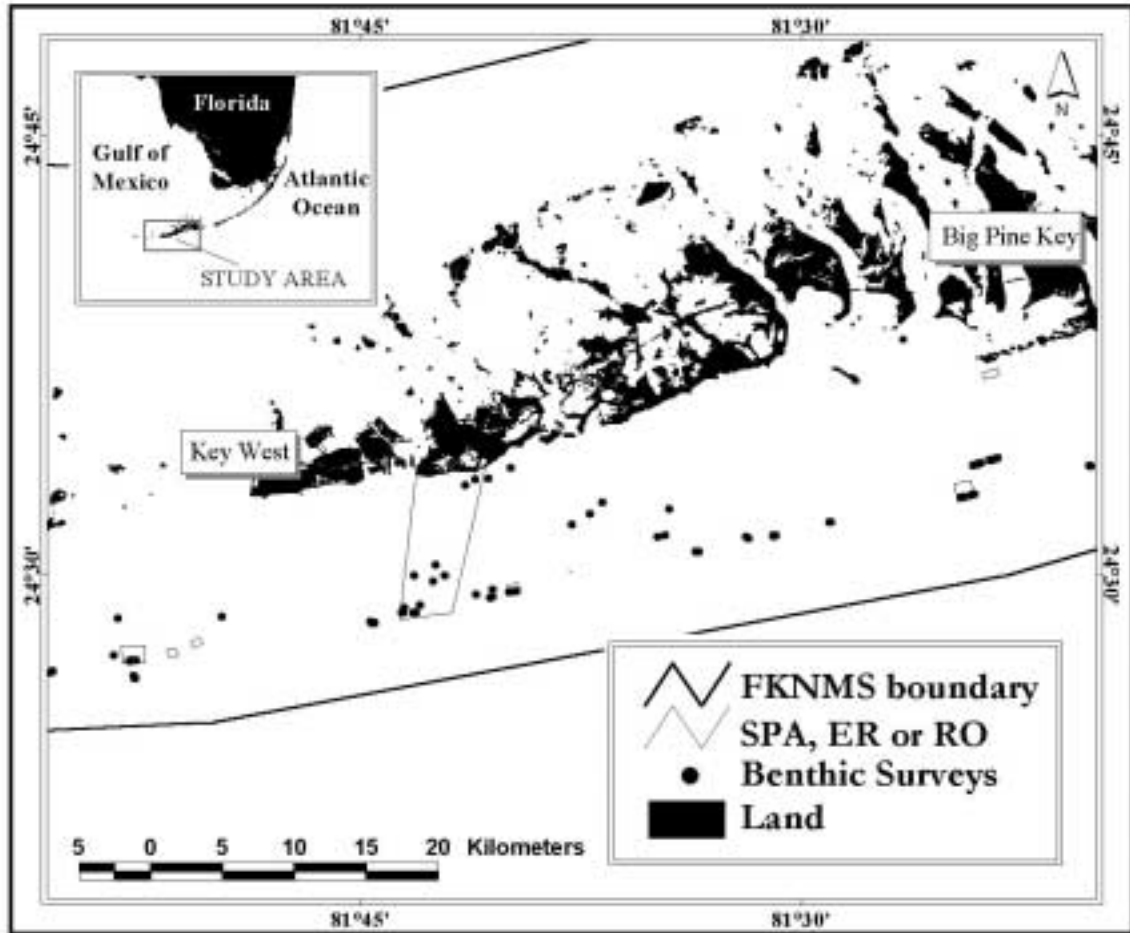 81°45'
81°30'
24°45'
24°45'
Florida
Gulf of
Mexico
Atlantic
Ocean
STUDY AREA
N
Big Pine Key
Key West
24°30'
24°30'
FKNMS boundary
SPA, ER or RO
Benthic Surveys
Land
5 0 5 10 15 20 Kilometers
81°45'
81°30'